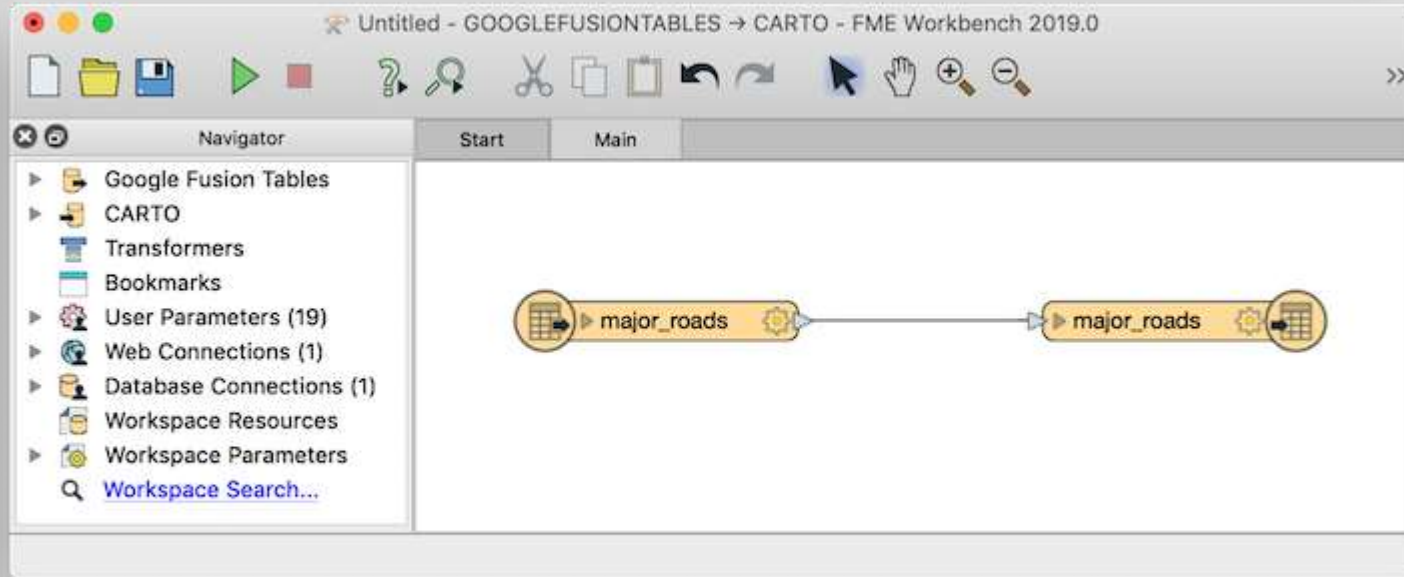 Untitled - GOOGLEFUSIONTABLES → CARTO - FME Workbench 2019.0
Navigator
Start
Main
Google Fusion Tables
CARTO
Transformers
Bookmarks
User Parameters (19)
Web Connections (1)
Database Connections (1)
Workspace Resources
Workspace Parameters
Workspace Search...
major_roads
major_roads